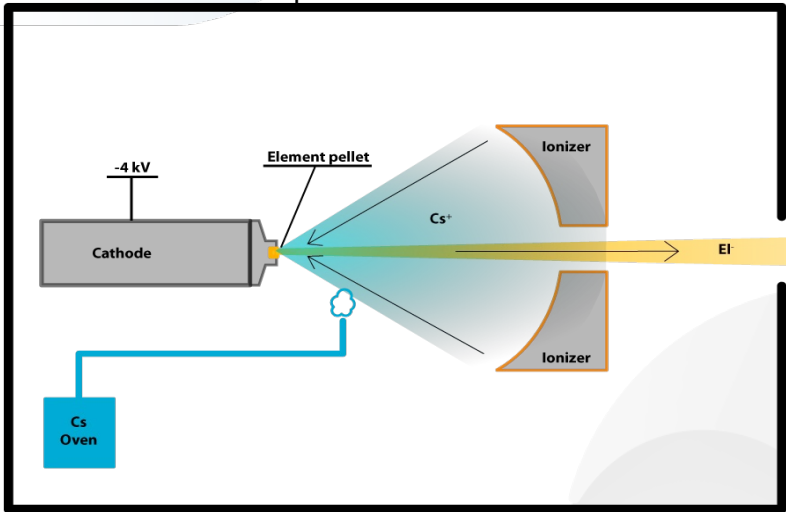 Ionizer
Element pellet
-4 kV
Cs⁺
Cathode
El⁻
Ionizer
Cs
Oven